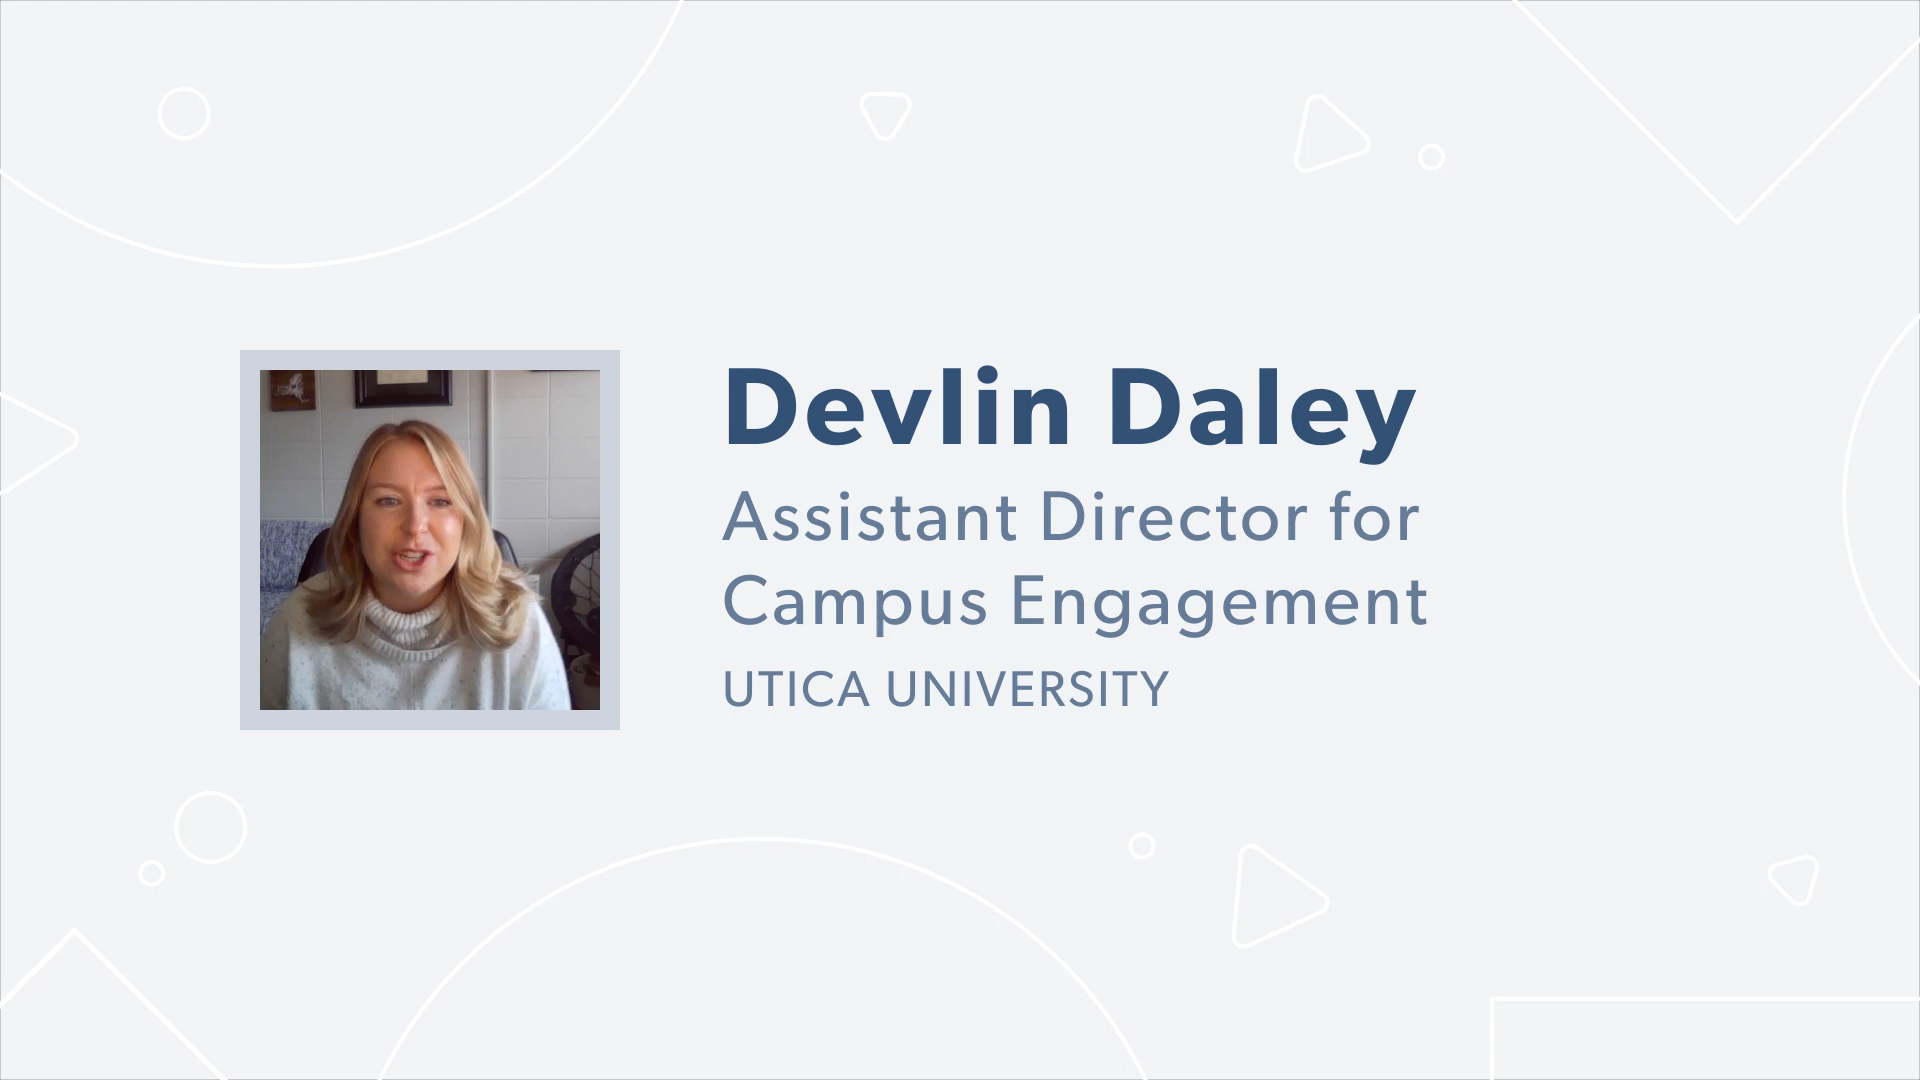 Devlin Daley
Assistant Director for
Campus Engagement
UTICA UNIVERSITY